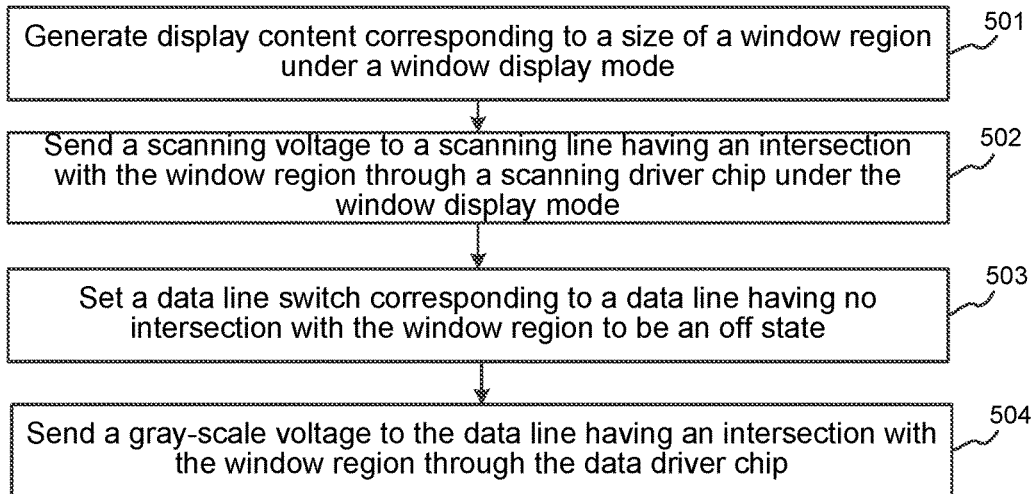 Generate display content corresponding to a size of a window region
under a window display mode
501
Send a scanning voltage to a scanning line having an intersection
with the window region through a scanning driver chip under the
window display mode
502
Set a data line switch corresponding to a data line having no
intersection with the window region to be an off state
503
Send a gray-scale voltage to the data line having an intersection with
the window region through the data driver chip
504